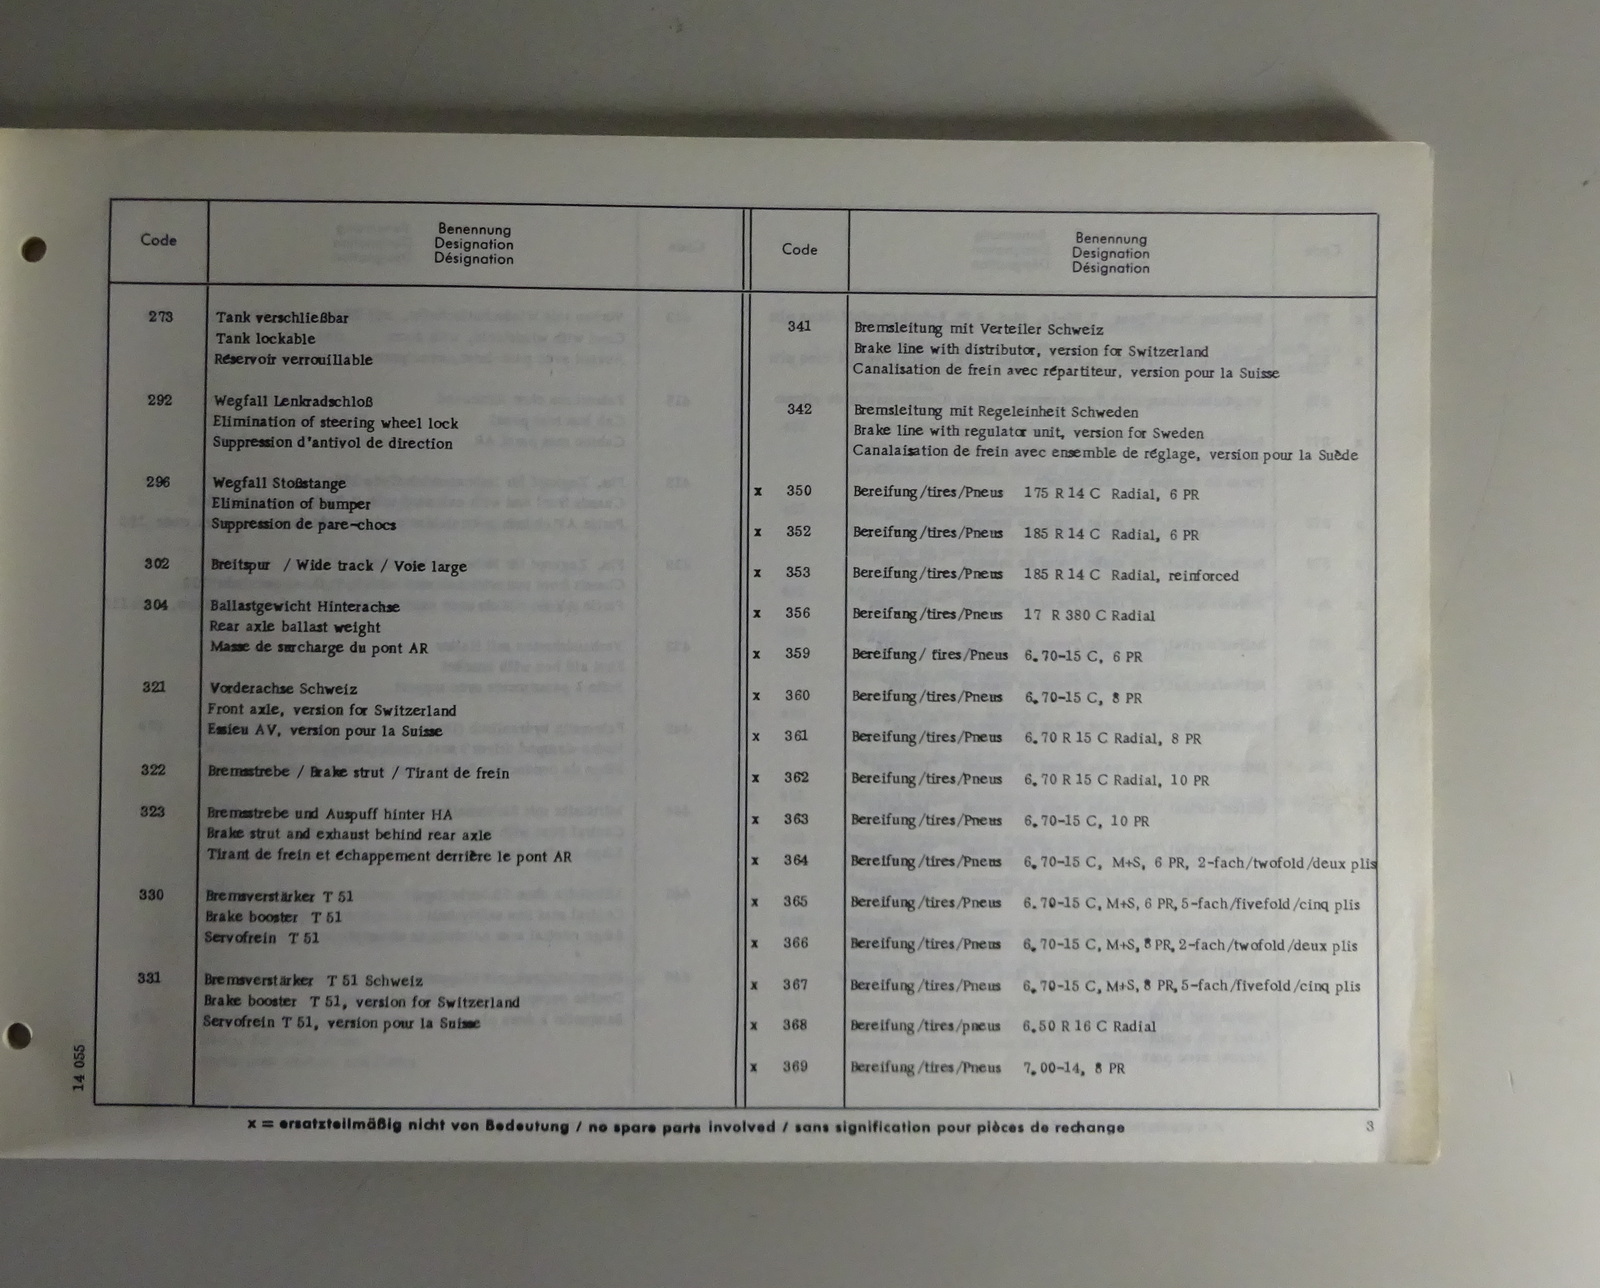 Code
Benennung
Designation
Désignation
273 Tank verschließbar
Tank lockable
Réservoir verrouillable
292 Wegfall Lenkradschloß
Elimination of steering wheel lock
Suppression d'antivol de direction
296 Wegfall Stoßstange
Elimination of bumper
Suppression de pare-chocs
302 Breitspur / Wide track / Voie large
304 Ballastgewicht Hinterachse
Rear axle ballast weight
Masse de surcharge du pont AR
321 Vorderachse Schweiz
Front axle, version for Switzerland
Essieu AV, version pour la Suisse
322 Bremsstrebe / Brake strut / Tirant de frein
323 Bremsstrebe und Auspuff hinter HA
Brake strut and exhaust behind rear axle
Tirant de frein et échappement derrière le pont AR
330 Bremsverstärker T 51
Brake booster T 51
Servofrein T 51
331 Bremsverstärker T 51 Schweiz
Brake booster T 51, version for Switzerland
Servofrein T 51, version pour la Suisse
Code
Benennung
Designation
Désignation
341 Bremsleitung mit Verteiler Schweiz
Brake line with distributor, version for Switzerland
Canalisation de frein avec répartiteur, version pour la Suisse
342 Bremsleitung mit Regeleinheit Schweden
Brake line with regulator unit, version for Sweden
Canalaisation de frein avec ensemble de réglage, version pour la Suède
x 350 Bereifung/tires/Pneus 175 R 14 C Radial, 6 PR
x 352 Bereifung/tires/Pneus 185 R 14 C Radial, 6 PR
x 353 Bereifung/tires/Pneus 185 R 14 C Radial, reinforced
x 356 Bereifung/tires/Pneus 17 R 380 C Radial
x 359 Bereifung/ tires/Pneus 6.70-15 C, 6 PR
x 360 Bereifung/tires/Pneus 6.70-15 C, 8 PR
x 361 Bereifung/tires/Pneus 6.70 R 15 C Radial, 8 PR
x 362 Bereifung/tires/Pneus 6.70 R 15 C Radial, 10 PR
x 363 Bereifung/tires/Pneus 6.70-15 C, 10 PR
x 364 Bereifung/tires/Pneus 6.70-15 C, M+S, 6 PR, 2-fach/twofold/deux plis
x 365 Bereifung/tires/Pneus 6.70-15 C, M+S, 6 PR, 5-fach/fivefold/cinq plis
x 366 Bereifung/tires/Pneus 6.70-15 C, M+S, 8 PR, 2-fach/twofold/deux plis
x 367 Bereifung/tires/Pneus 6.70-15 C, M+S, 8 PR, 5-fach/fivefold/cinq plis
x 368 Bereifung/tires/pneus 6.50 R 16 C Radial
x 369 Bereifung/tires/Pneus 7.00-14, 8 PR
14 055
x = ersatzteilmäßig nicht von Bedeutung / no spare parts involved / sans signification pour pièces de rechange
3